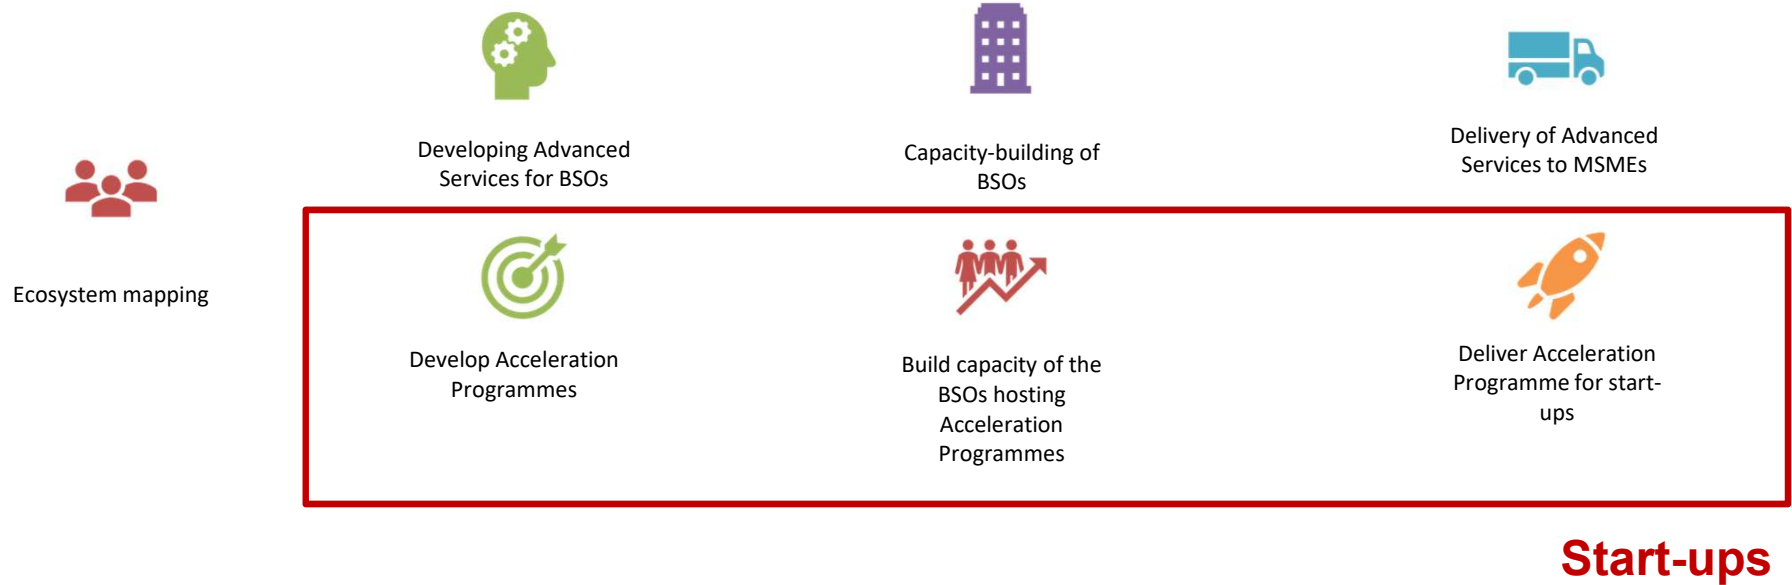 Ecosystem mapping
Developing Advanced
Services for BSOs
Capacity-building of
BSOs
Delivery of Advanced
Services to MSMEs
Develop Acceleration
Programmes
Build capacity of the
BSOs hosting
Acceleration
Programmes
Deliver Acceleration
Programme for start-
ups
Start-ups